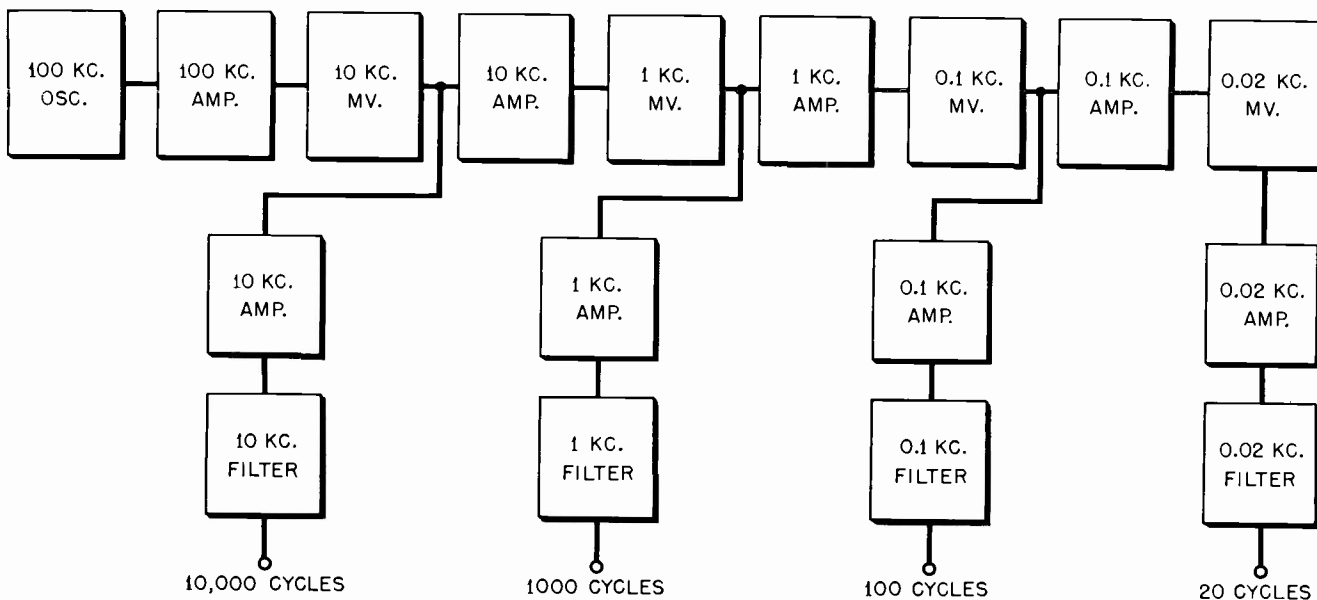 100 KC.
OSC.
100 KC.
AMP.
10 KC.
MV.
10 KC.
AMP.
1 KC.
MV.
1 KC.
AMP.
0.1 KC.
MV.
0.1 KC.
AMP.
0.02 KC.
MV.
10 KC.
AMP.
1 KC.
AMP.
0.1 KC.
AMP.
0.02 KC.
AMP.
10 KC.
FILTER
1 KC.
FILTER
0.1 KC.
FILTER
0.02 KC.
FILTER
10,000 CYCLES
1000 CYCLES
100 CYCLES
20 CYCLES